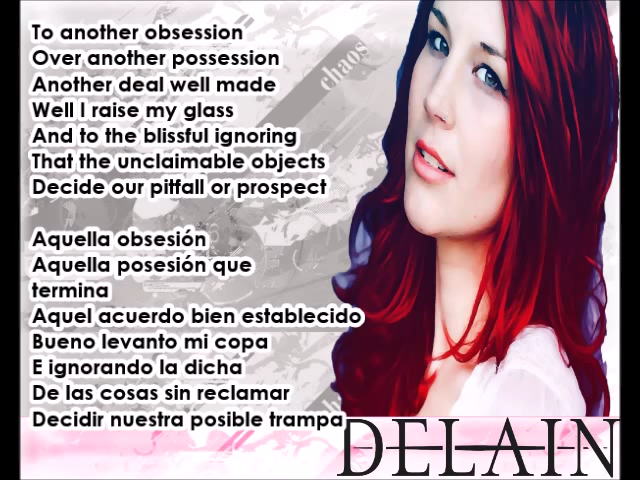 To another obsession
Over another possession
Another deal well made
Well I raise my glass
And to the blissful ignoring
That the unclaimable objects
Decide our pitfall or prospect
Aquella obsesión
Aquella posesión que
termina
Aquel acuerdo bien establecido
Bueno levanto mi copa
E ignorando la dicha
De las cosas sin reclamar
Decidir nuestra posible trampa
chaos
DELAIN